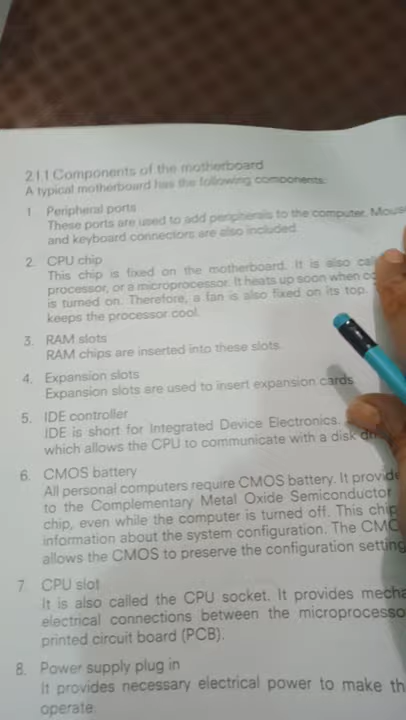 2.1.1 Components of the motherboard
A typical motherboard has the following components:
1 Peripheral ports
These ports are used to add peripherals to the computer. Mouse
and keyboard connectors are also included
2. CPU chip
This chip is fixed on the motherboard. It is also
processor, or a microprocessor. It heats up soon when
is turned on. Therefore, a fan is also fixed on its top.
keeps the processor cool.
3. RAM slots
RAM chips are inserted into these slots.
4. Expansion slots
Expansion slots are used to insert expansion cards
5. IDE controller
IDE is short for Integrated Device Electronics.
which allows the CPU to communicate with a disk
6. CMOS battery
All personal computers require CMOS battery. It provide
to the Complementary Metal Oxide Semiconductor
chip, even while the computer is turned off. This chip
information about the system configuration. The CMO
allows the CMOS to preserve the configuration setting
7 CPU slot
It is also called the CPU socket. It provides mecha
electrical connections between the microprocesso
printed circuit board (PCB).
8. Power supply plug in
It provides necessary electrical power to make th
operate